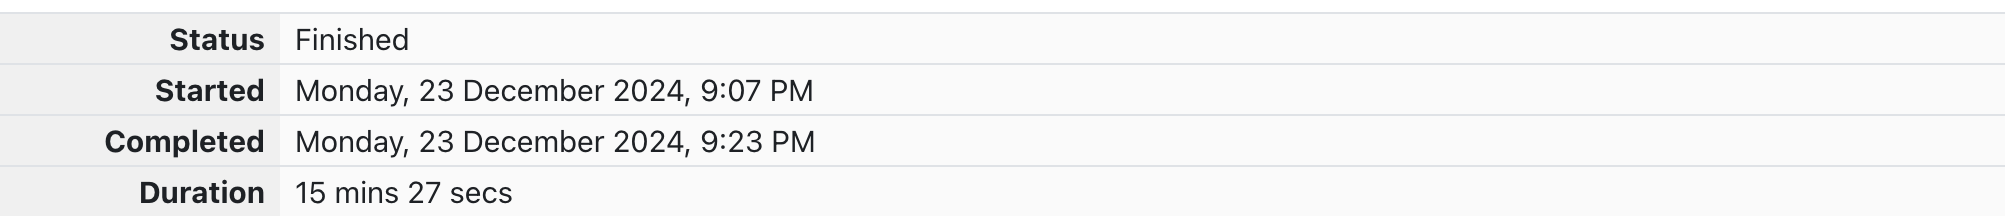 Status Finished
Started Monday, 23 December 2024, 9:07 PM
Completed Monday, 23 December 2024, 9:23 PM
Duration 15 mins 27 secs